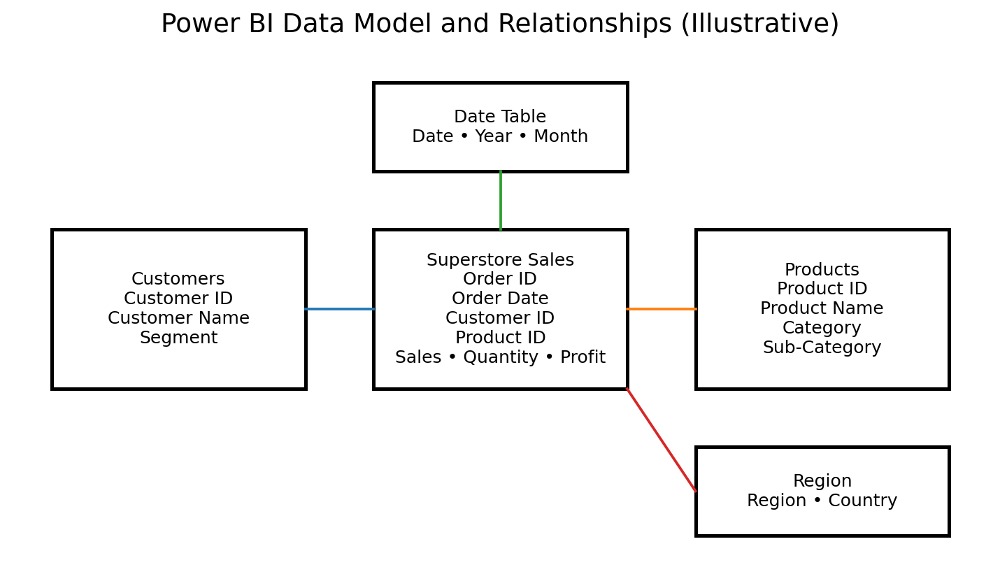 Power BI Data Model and Relationships (Illustrative)
Date Table
Date • Year • Month
Customers
Customer ID
Customer Name
Segment
Superstore Sales
Order ID
Order Date
Customer ID
Product ID
Sales • Quantity • Profit
Products
Product ID
Product Name
Category
Sub-Category
Region
Region • Country